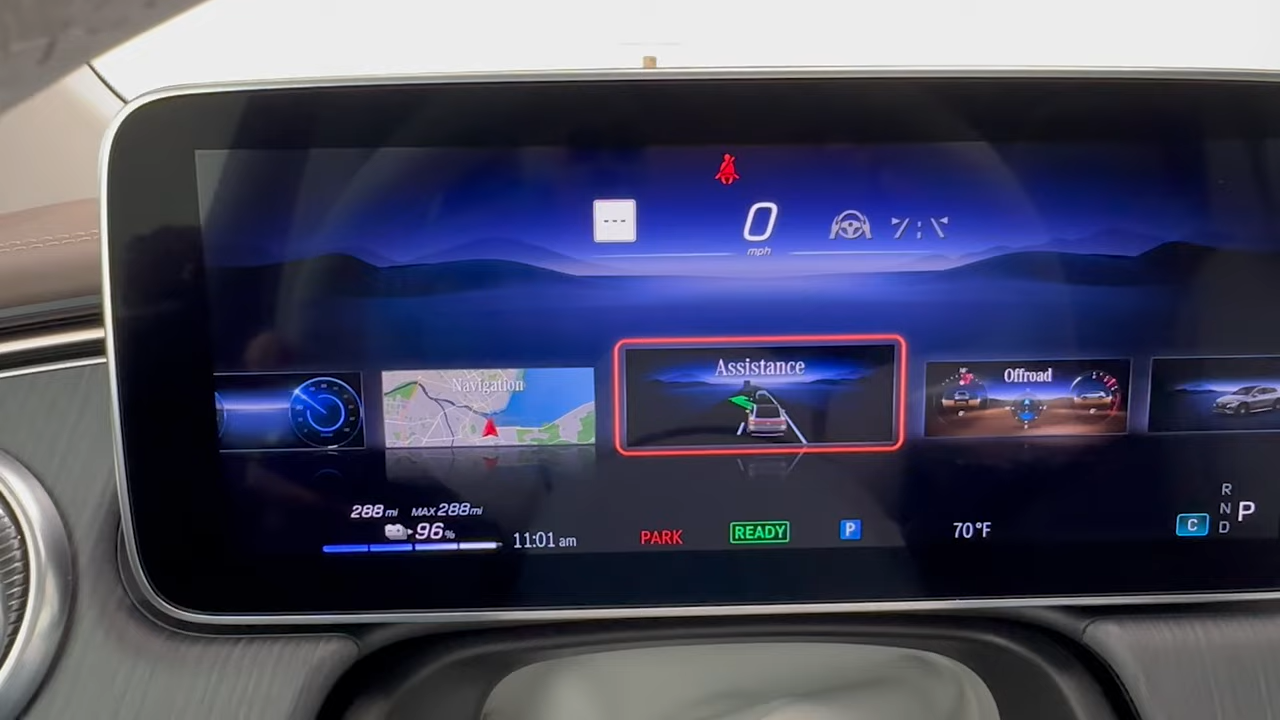 ---
0
mph
Navigation
Assistance
Offroad
288 mi MAX 288 mi
96%
11:01 am
PARK
READY
P
70°F
C
R
N
D
P